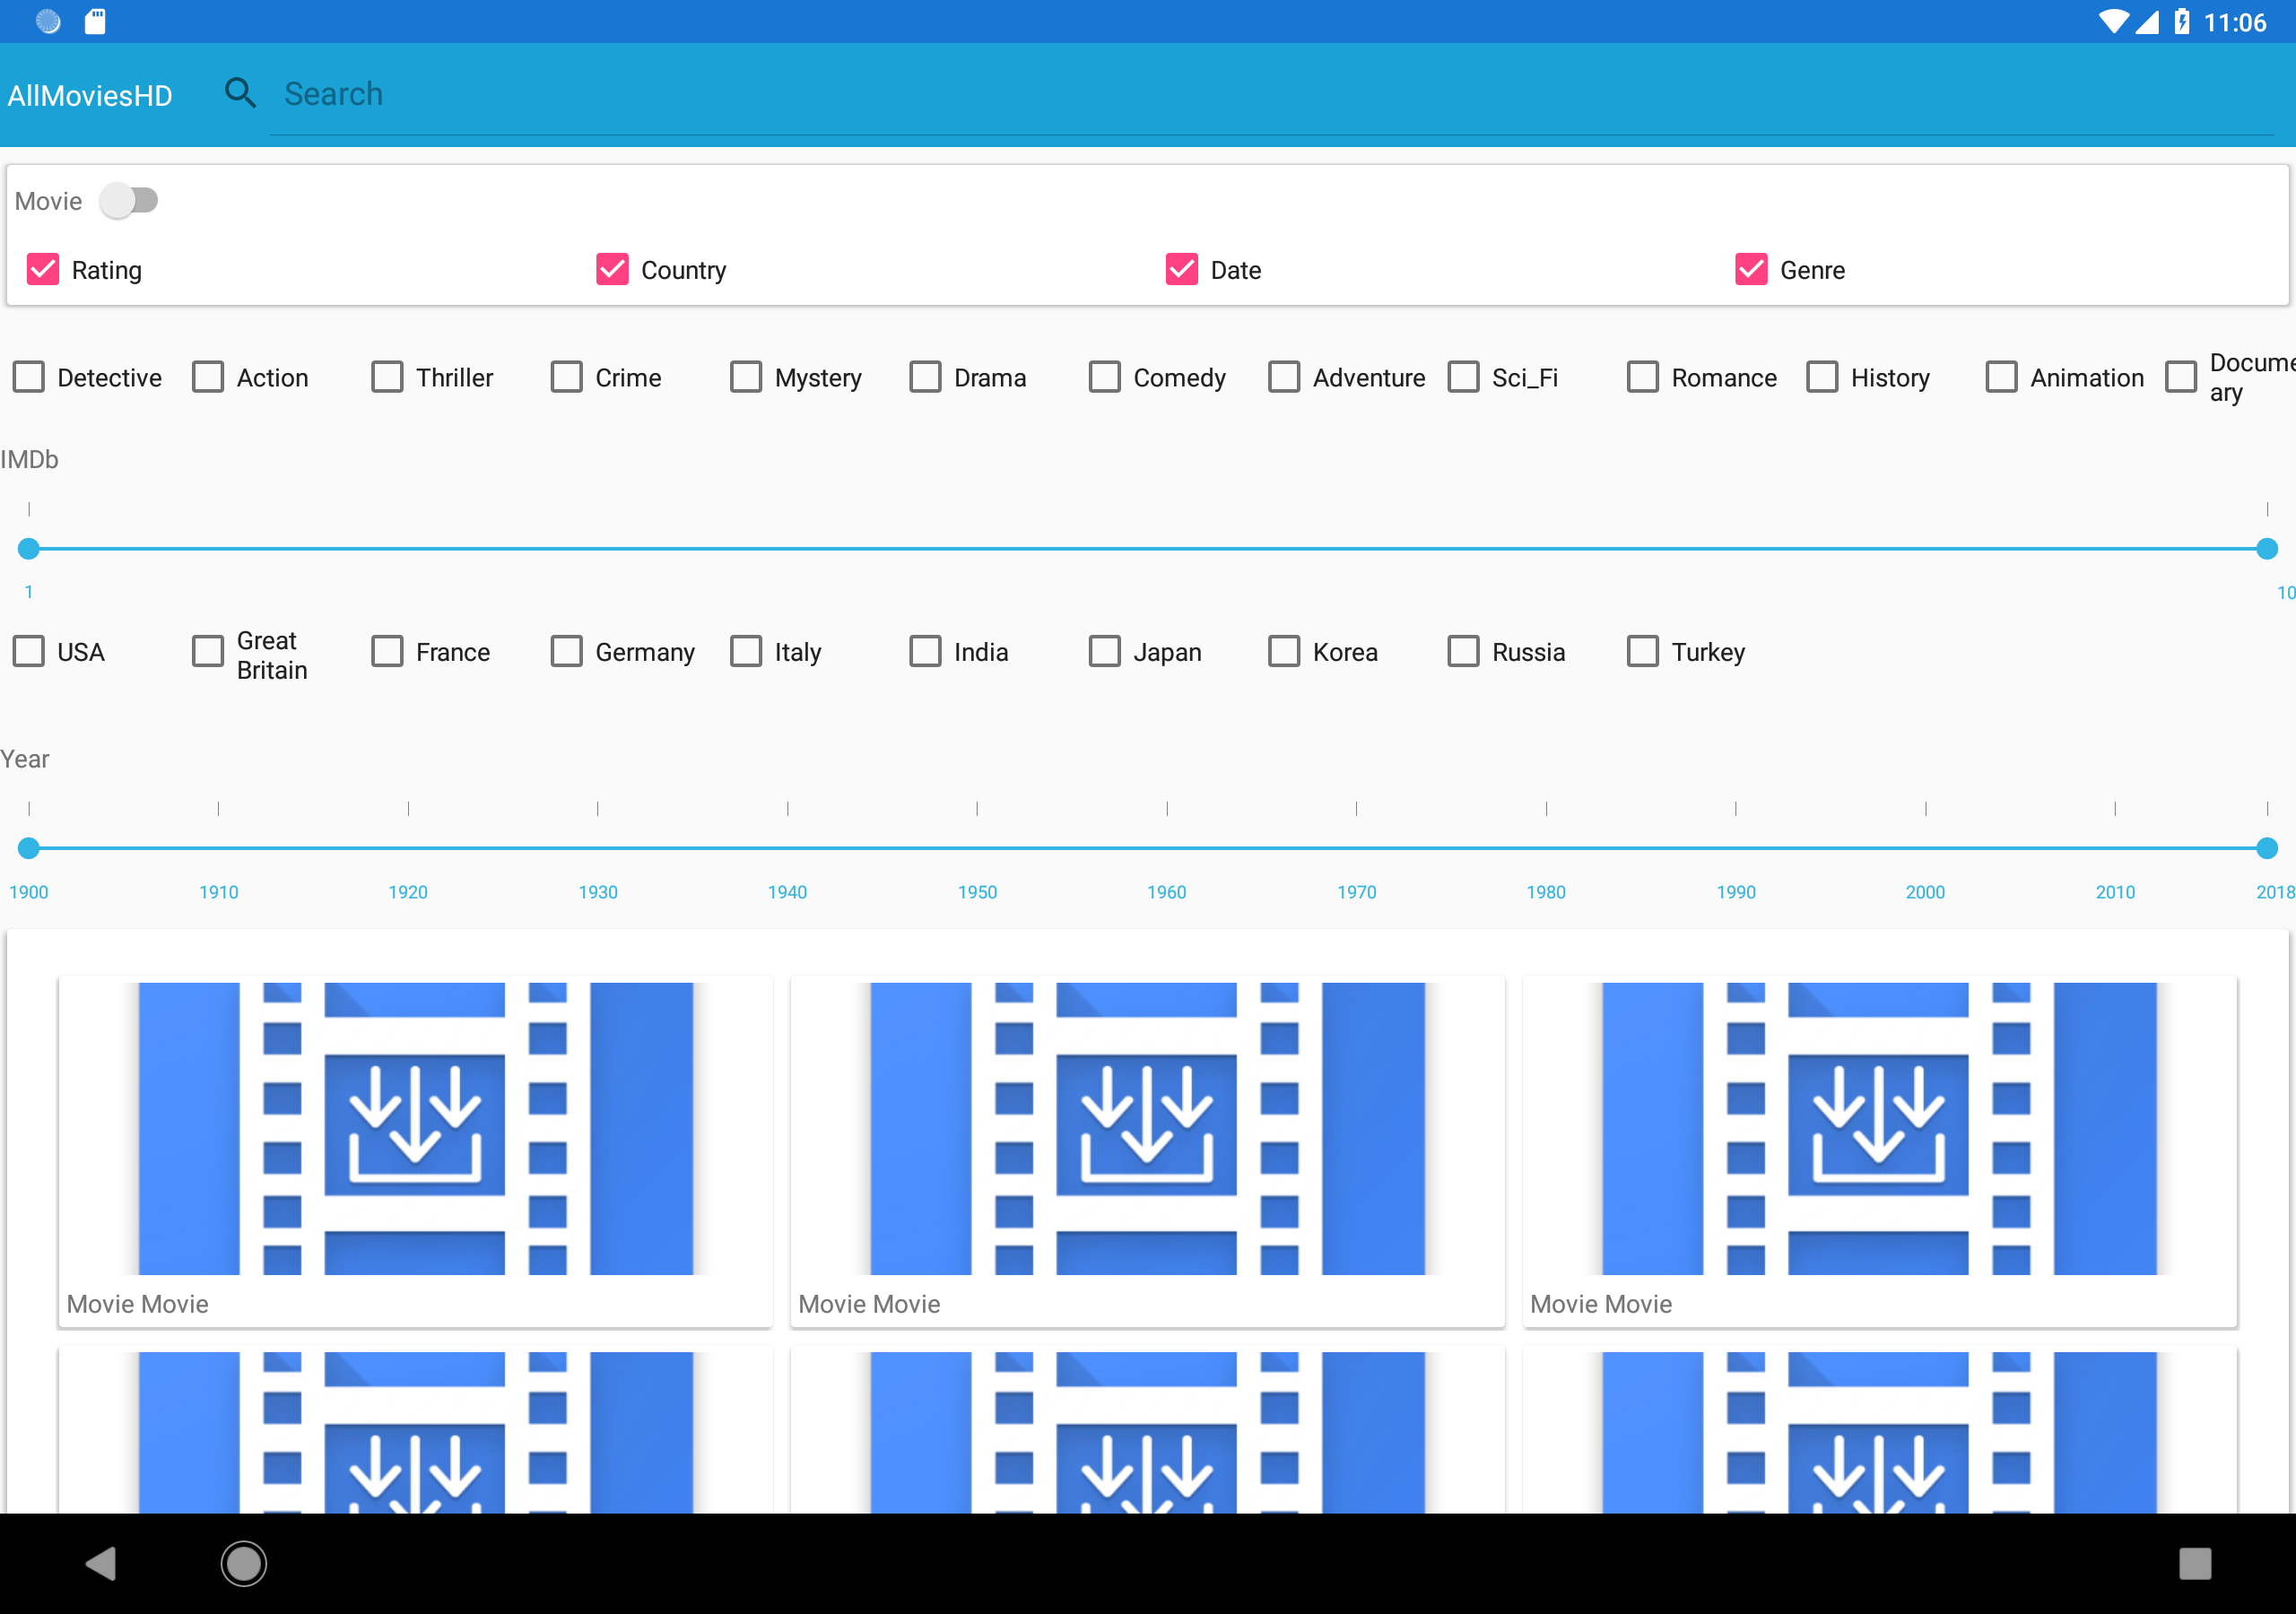 11:06
AllMoviesHD Search
Movie
Rating Country Date Genre
Detective Action Thriller Crime Mystery Drama Comedy Adventure Sci_Fi Romance History Animation Docume
ary
IMDb
1 10
USA Great Britain France Germany Italy India Japan Korea Russia Turkey
Year
1900 1910 1920 1930 1940 1950 1960 1970 1980 1990 2000 2010 2018
Movie Movie Movie Movie Movie Movie